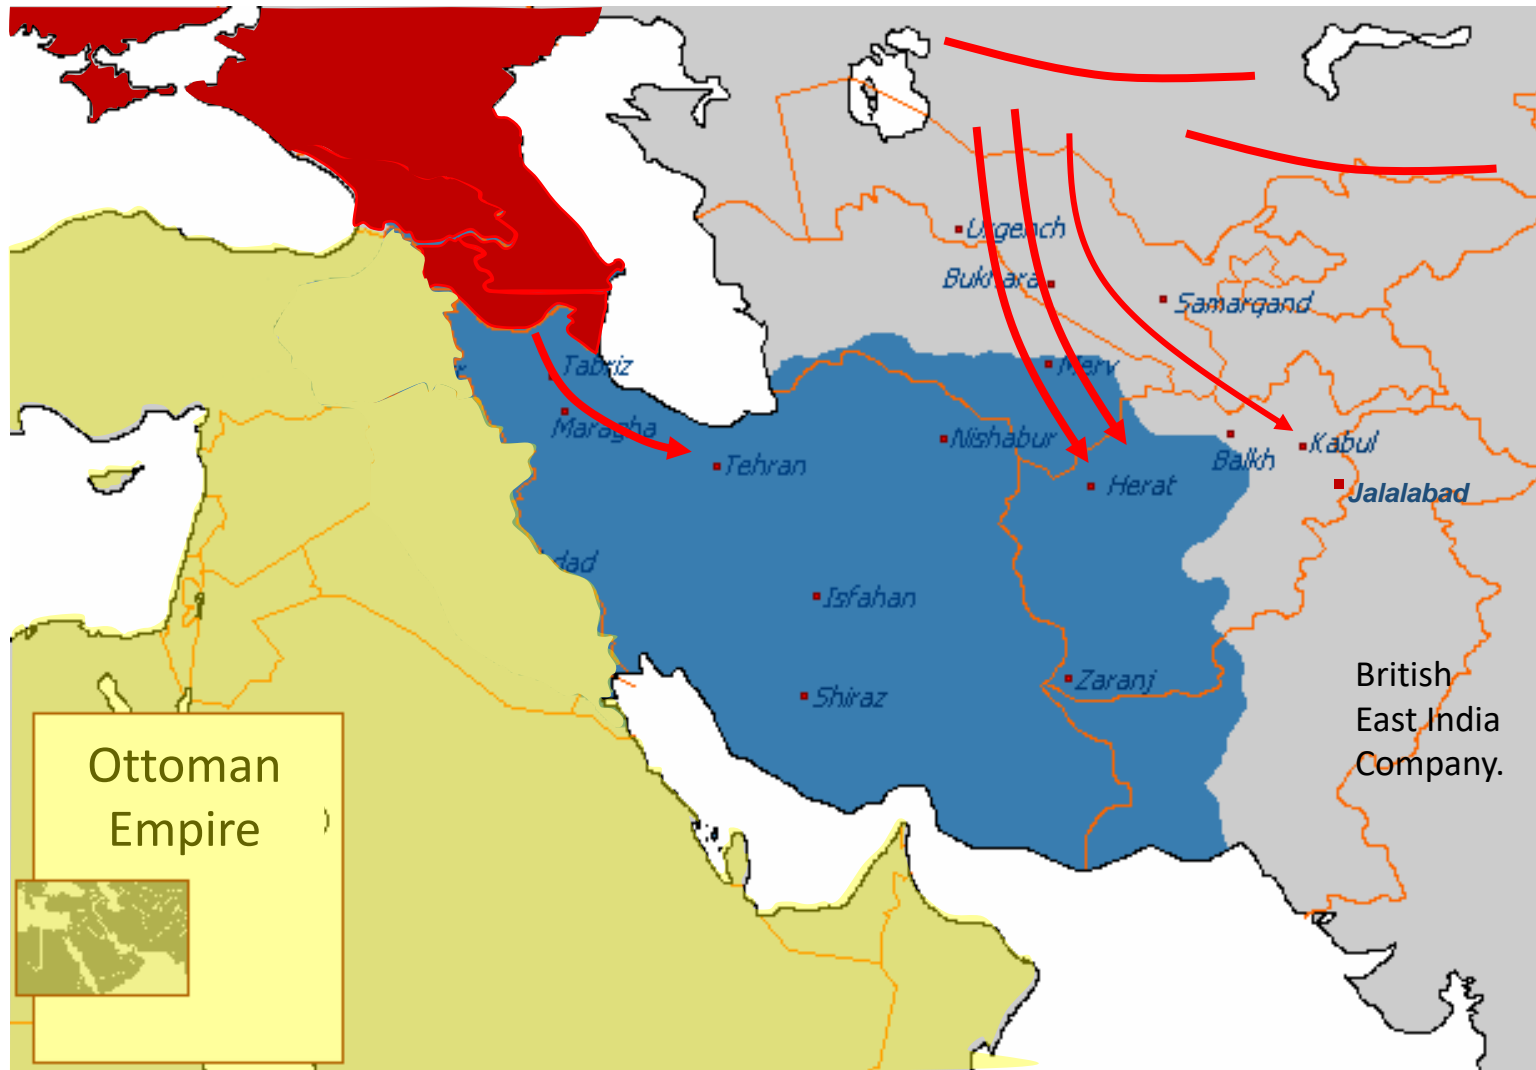 Urgench
Bukhara
Samarqand
Tabriz
Merv
Maragha
Nishabur
Kabul
Balkh
Tehran
Herat
Jalalabad
dad
Isfahan
Zaranj
Shiraz
British
East India
Company.
Ottoman
Empire